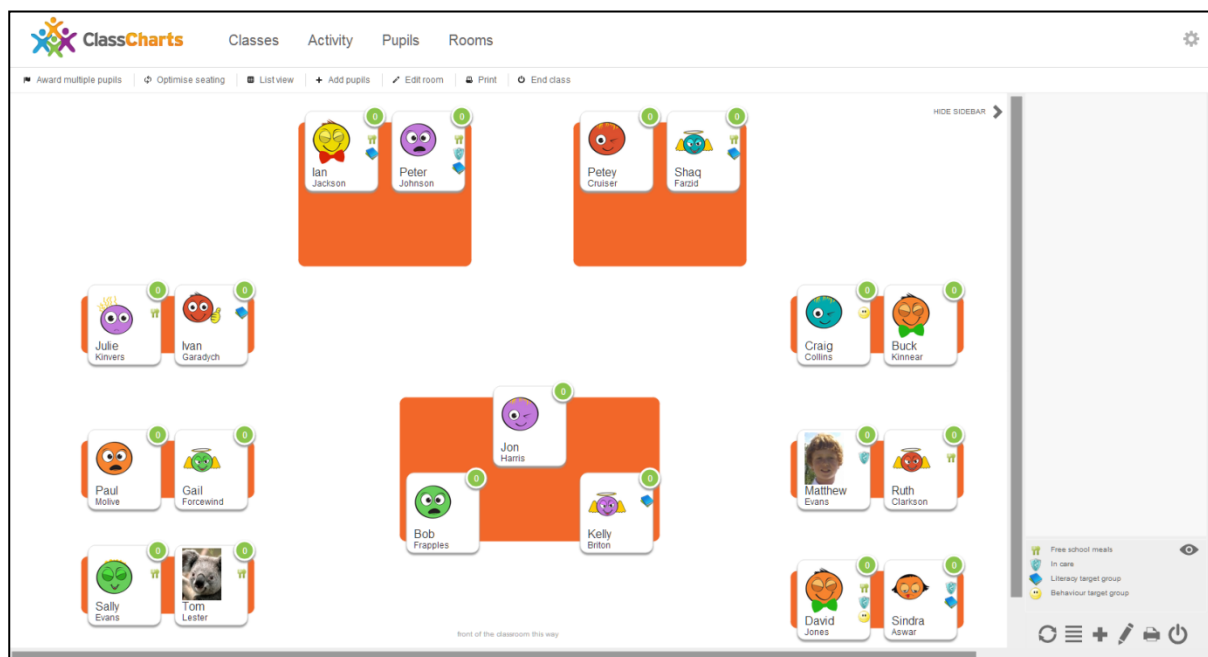 ClassCharts Classes Activity Pupils Rooms
Award multiple pupils Optimise seating List view Add pupils Edit room Print End class
HIDE SIDEBAR
0 0 0 0
Ian Peter Petey Shaq
Jackson Johnson Cruiser Farzid
0 0 0 0
Julie Ivan Craig Buck
Kinvers Garadych Collins Kinnear
0
Jon
Harris
0 0 0 0
Paul Gail Matthew Ruth
Molive Forcewind Evans Clarkson
0 0
Bob Kelly
Frapples Briton
0 0 0 0
Sally Tom David Sindra
Evans Lester Jones Aswar
front of the classroom this way
Free school meals
In care
Literacy target group
Behaviour target group